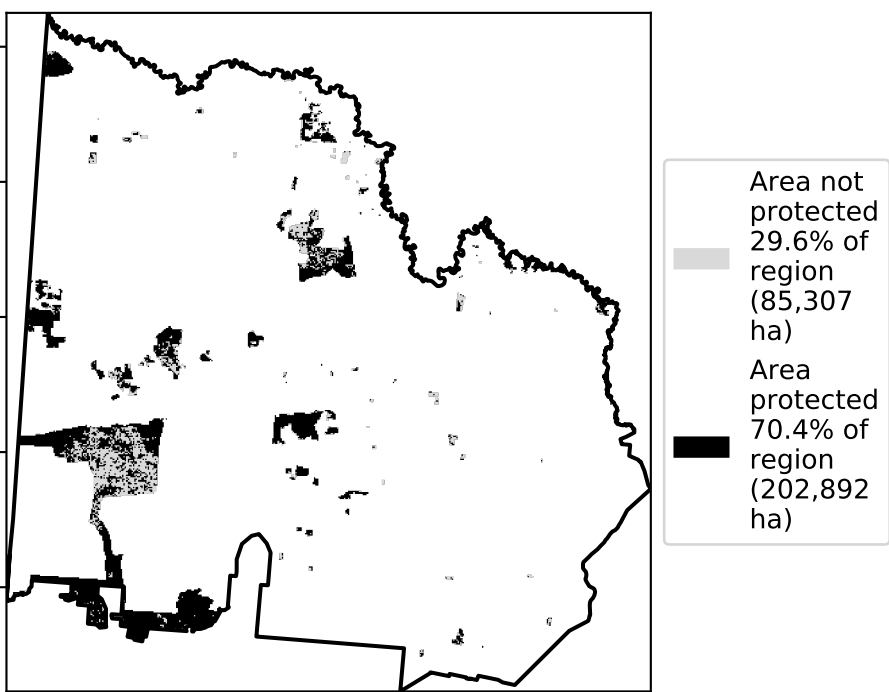 Area not
protected
29.6% of
region
(85,307
ha)
Area
protected
70.4% of
region
(202,892
ha)